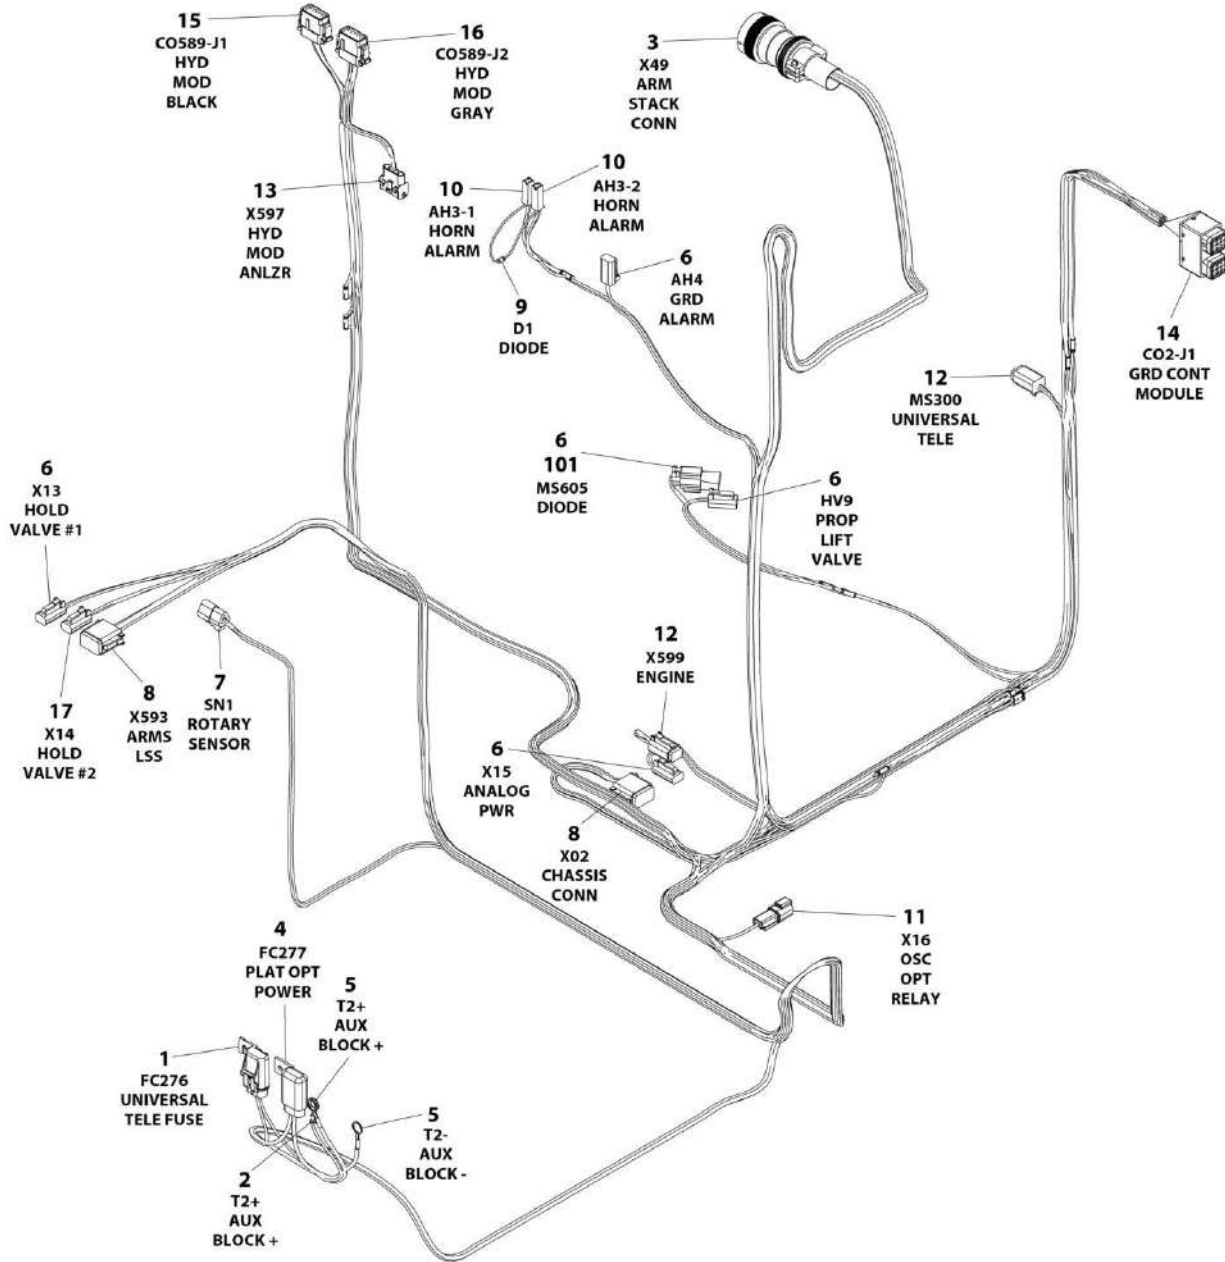 15
CO589-J1
HYD
MOD
BLACK
16
CO589-J2
HYD
MOD
GRAY
3
X49
ARM
STACK
CONN
13
X597
HYD
MOD
ANLZR
10
AH3-1
HORN
ALARM
10
AH3-2
HORN
ALARM
9
D1
DIODE
6
AH4
GRD
ALARM
14
CO2-J1
GRD CONT
MODULE
12
MS300
UNIVERSAL
TELE
6
X13
HOLD
VALVE #1
6
101
MS605
DIODE
6
HV9
PROP
LIFT
VALVE
17
X14
HOLD
VALVE #2
8
X593
ARMS
LSS
7
SN1
ROTARY
SENSOR
12
X599
ENGINE
6
X15
ANALOG
PWR
8
X02
CHASSIS
CONN
11
X16
OSC
OPT
RELAY
4
FC277
PLAT OPT
POWER
5
T2+
AUX
BLOCK +
1
FC276
UNIVERSAL
TELE FUSE
5
T2-
AUX
BLOCK -
2
T2+
AUX
BLOCK +